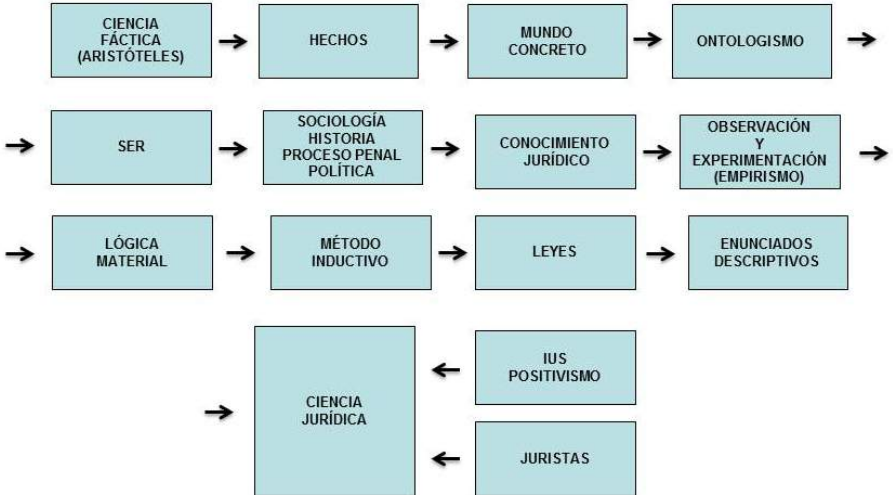 CIENCIA
FÁCTICA
(ARISTÓTELES)
HECHOS
MUNDO
CONCRETO
ONTOLOGISMO
SER
SOCIOLOGÍA
HISTORIA
PROCESO PENAL
POLÍTICA
CONOCIMIENTO
JURÍDICO
OBSERVACIÓN
Y
EXPERIMENTACIÓN
(EMPIRISMO)
LÓGICA
MATERIAL
MÉTODO
INDUCTIVO
LEYES
ENUNCIADOS
DESCRIPTIVOS
CIENCIA
JURÍDICA
IUS
POSITIVISMO
JURISTAS